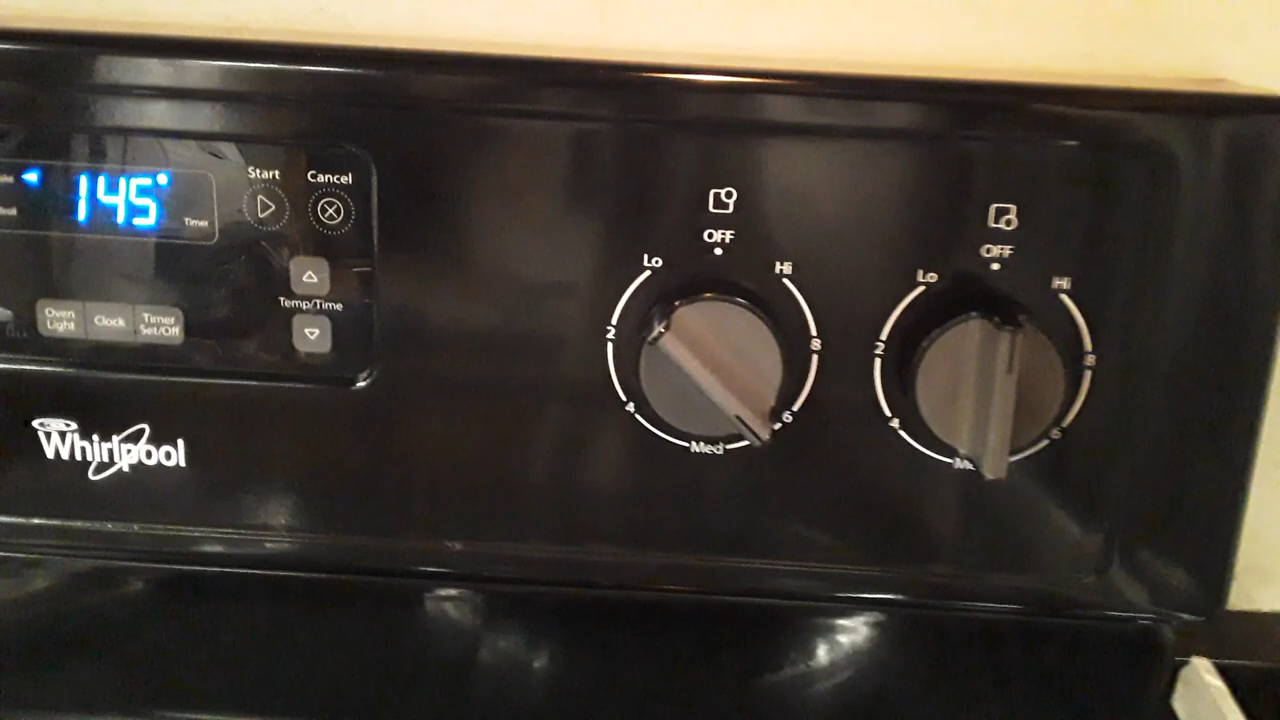 145°
Timer
Start
Cancel
Temp/Time
Oven
Light
Clock
Timer
Set/Off
Whirlpool
OFF
Lo
Hi
2
8
4
6
Med
OFF
Lo
Hi
2
8
4
6